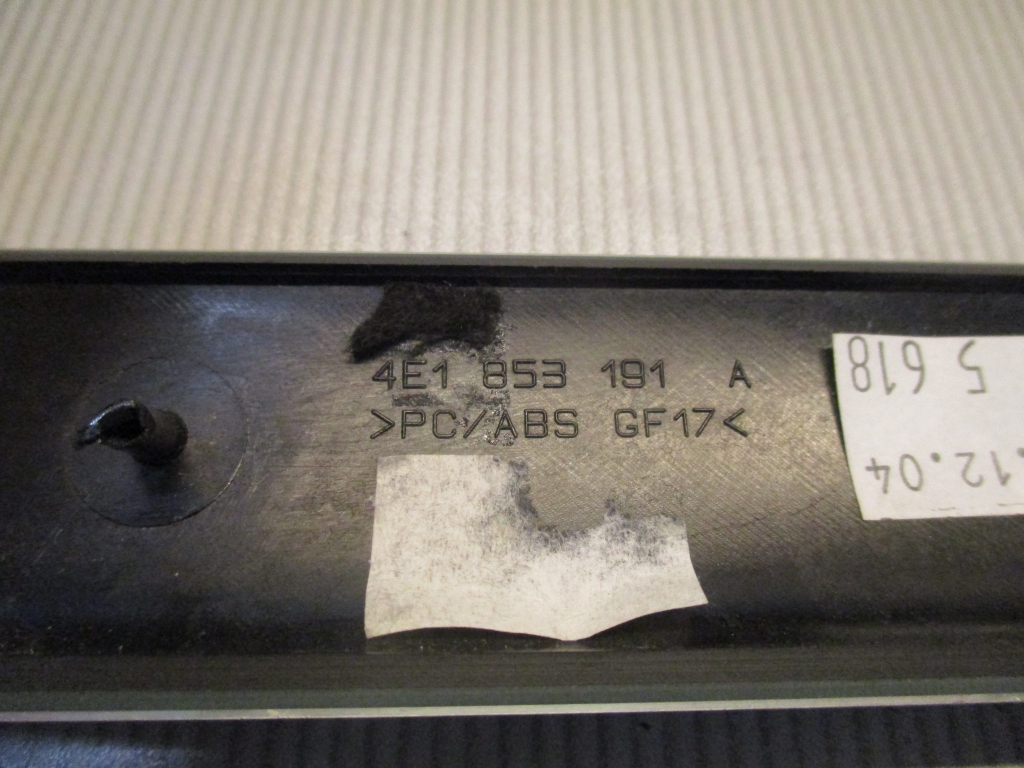 4E1 853 191 A
>PC/ABS GF17<
.12.04
5 618